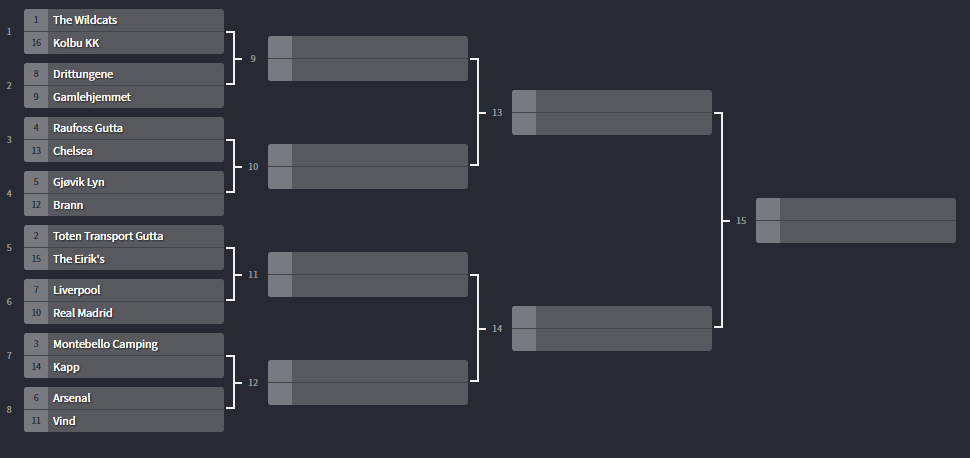 1
1 The Wildcats
16 Kolbu KK
2
8 Drittungene
9 Gamlehjemmet
3
4 Raufoss Gutta
13 Chelsea
4
5 Gjøvik Lyn
12 Brann
5
2 Toten Transport Gutta
15 The Eirik's
6
7 Liverpool
10 Real Madrid
7
3 Montebello Camping
14 Kapp
8
6 Arsenal
11 Vind
9
10
11
12
13
14
15